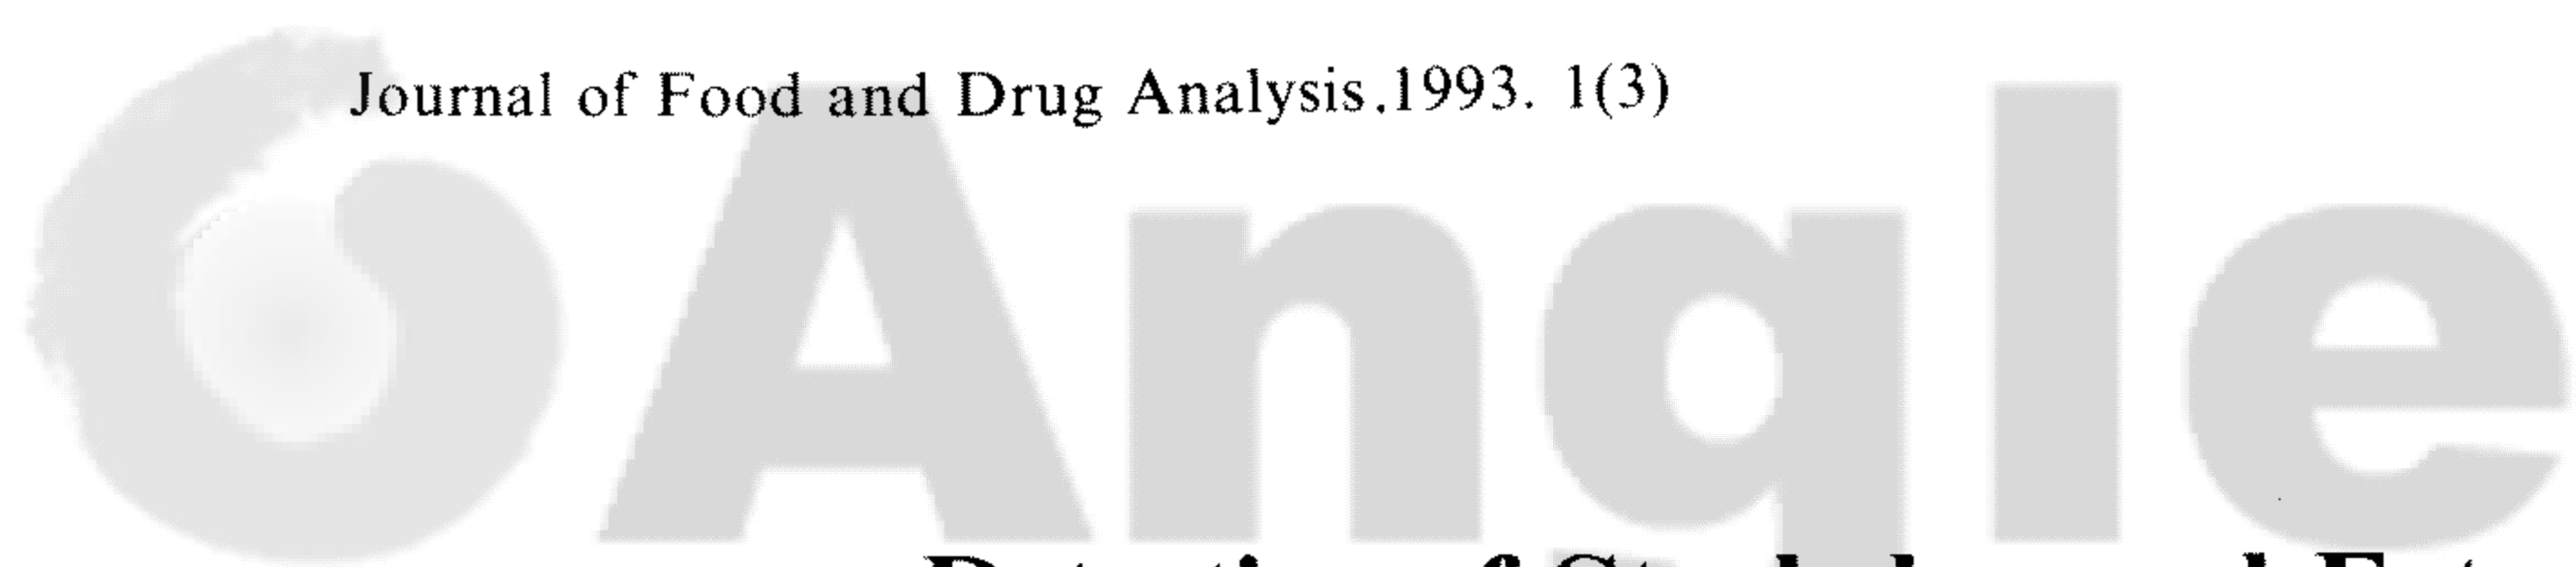 Journal of Food and Drug Analysis.1993. 1(3)
Angle